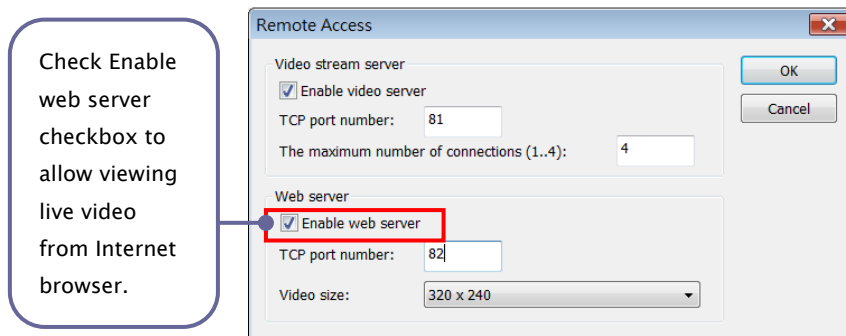 Check Enable
web server
checkbox to
allow viewing
live video
from Internet
browser.
Remote Access
Video stream server
Enable video server
TCP port number: 81
The maximum number of connections (1..4): 4
Web server
Enable web server
TCP port number: 82
Video size: 320 x 240
OK
Cancel